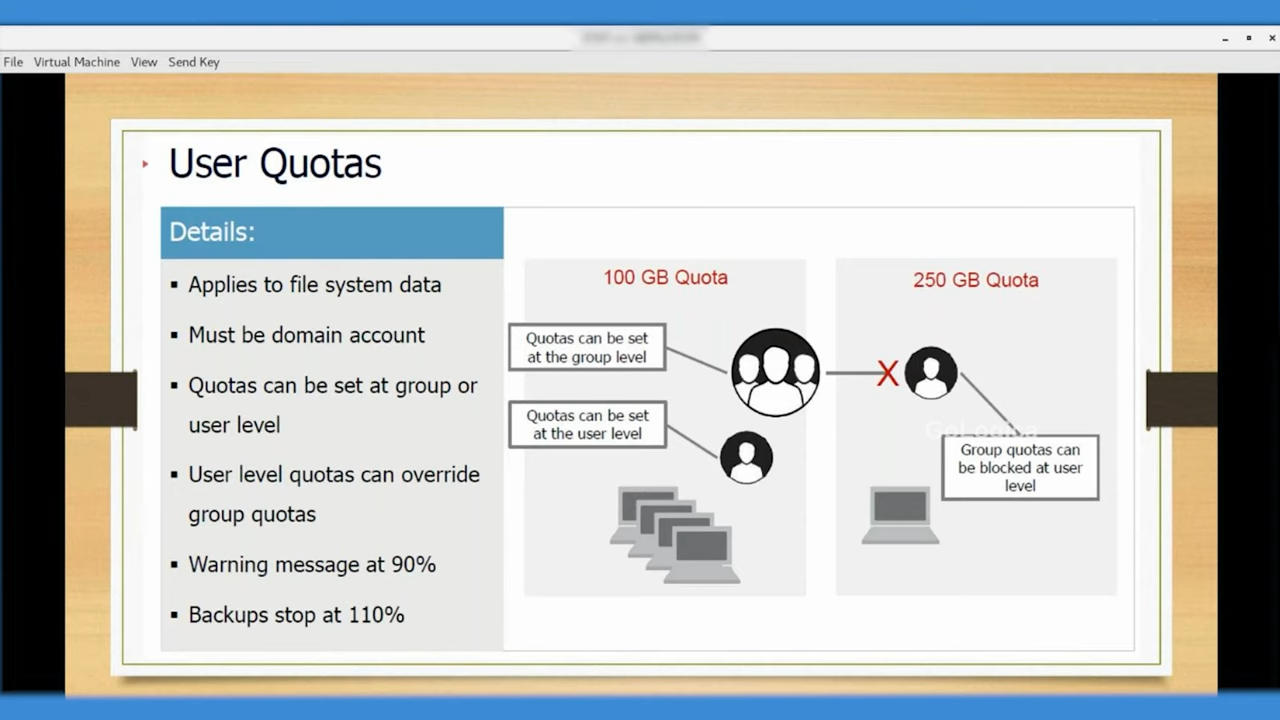 File Virtual Machine View Send Key
User Quotas
Details:
Applies to file system data
Must be domain account
Quotas can be set at group or
user level
User level quotas can override
group quotas
Warning message at 90%
Backups stop at 110%
100 GB Quota
Quotas can be set
at the group level
Quotas can be set
at the user level
250 GB Quota
X
GoLogica
Group quotas can
be blocked at user
level